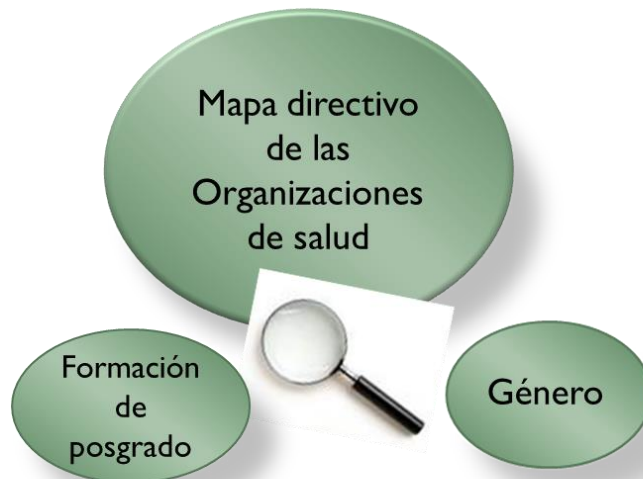 Mapa directivo
de las
Organizaciones
de salud
Formación
de
posgrado
Género